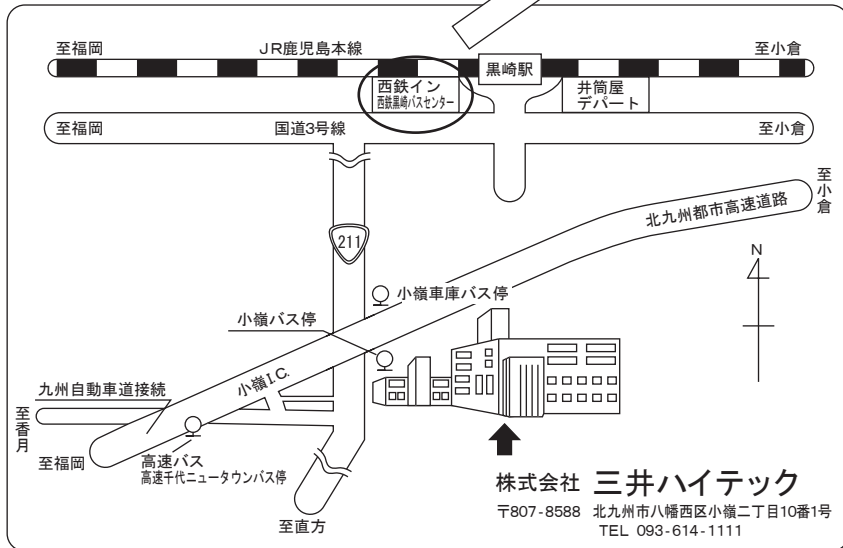 至福岡
JR鹿児島本線
黒崎駅
至小倉
西鉄イン
西鉄黒崎バスセンター
井筒屋
デパート
至福岡
国道3号線
至小倉
至小倉
北九州都市高速道路
211
N
小嶺車庫バス停
小嶺バス停
小嶺I.C.
九州自動車道接続
至香月
至福岡
高速バス
高速千代ニュータウンバス停
至直方
株式会社 三井ハイテック
〒807-8588 北九州市八幡西区小嶺二丁目10番1号
TEL 093-614-1111